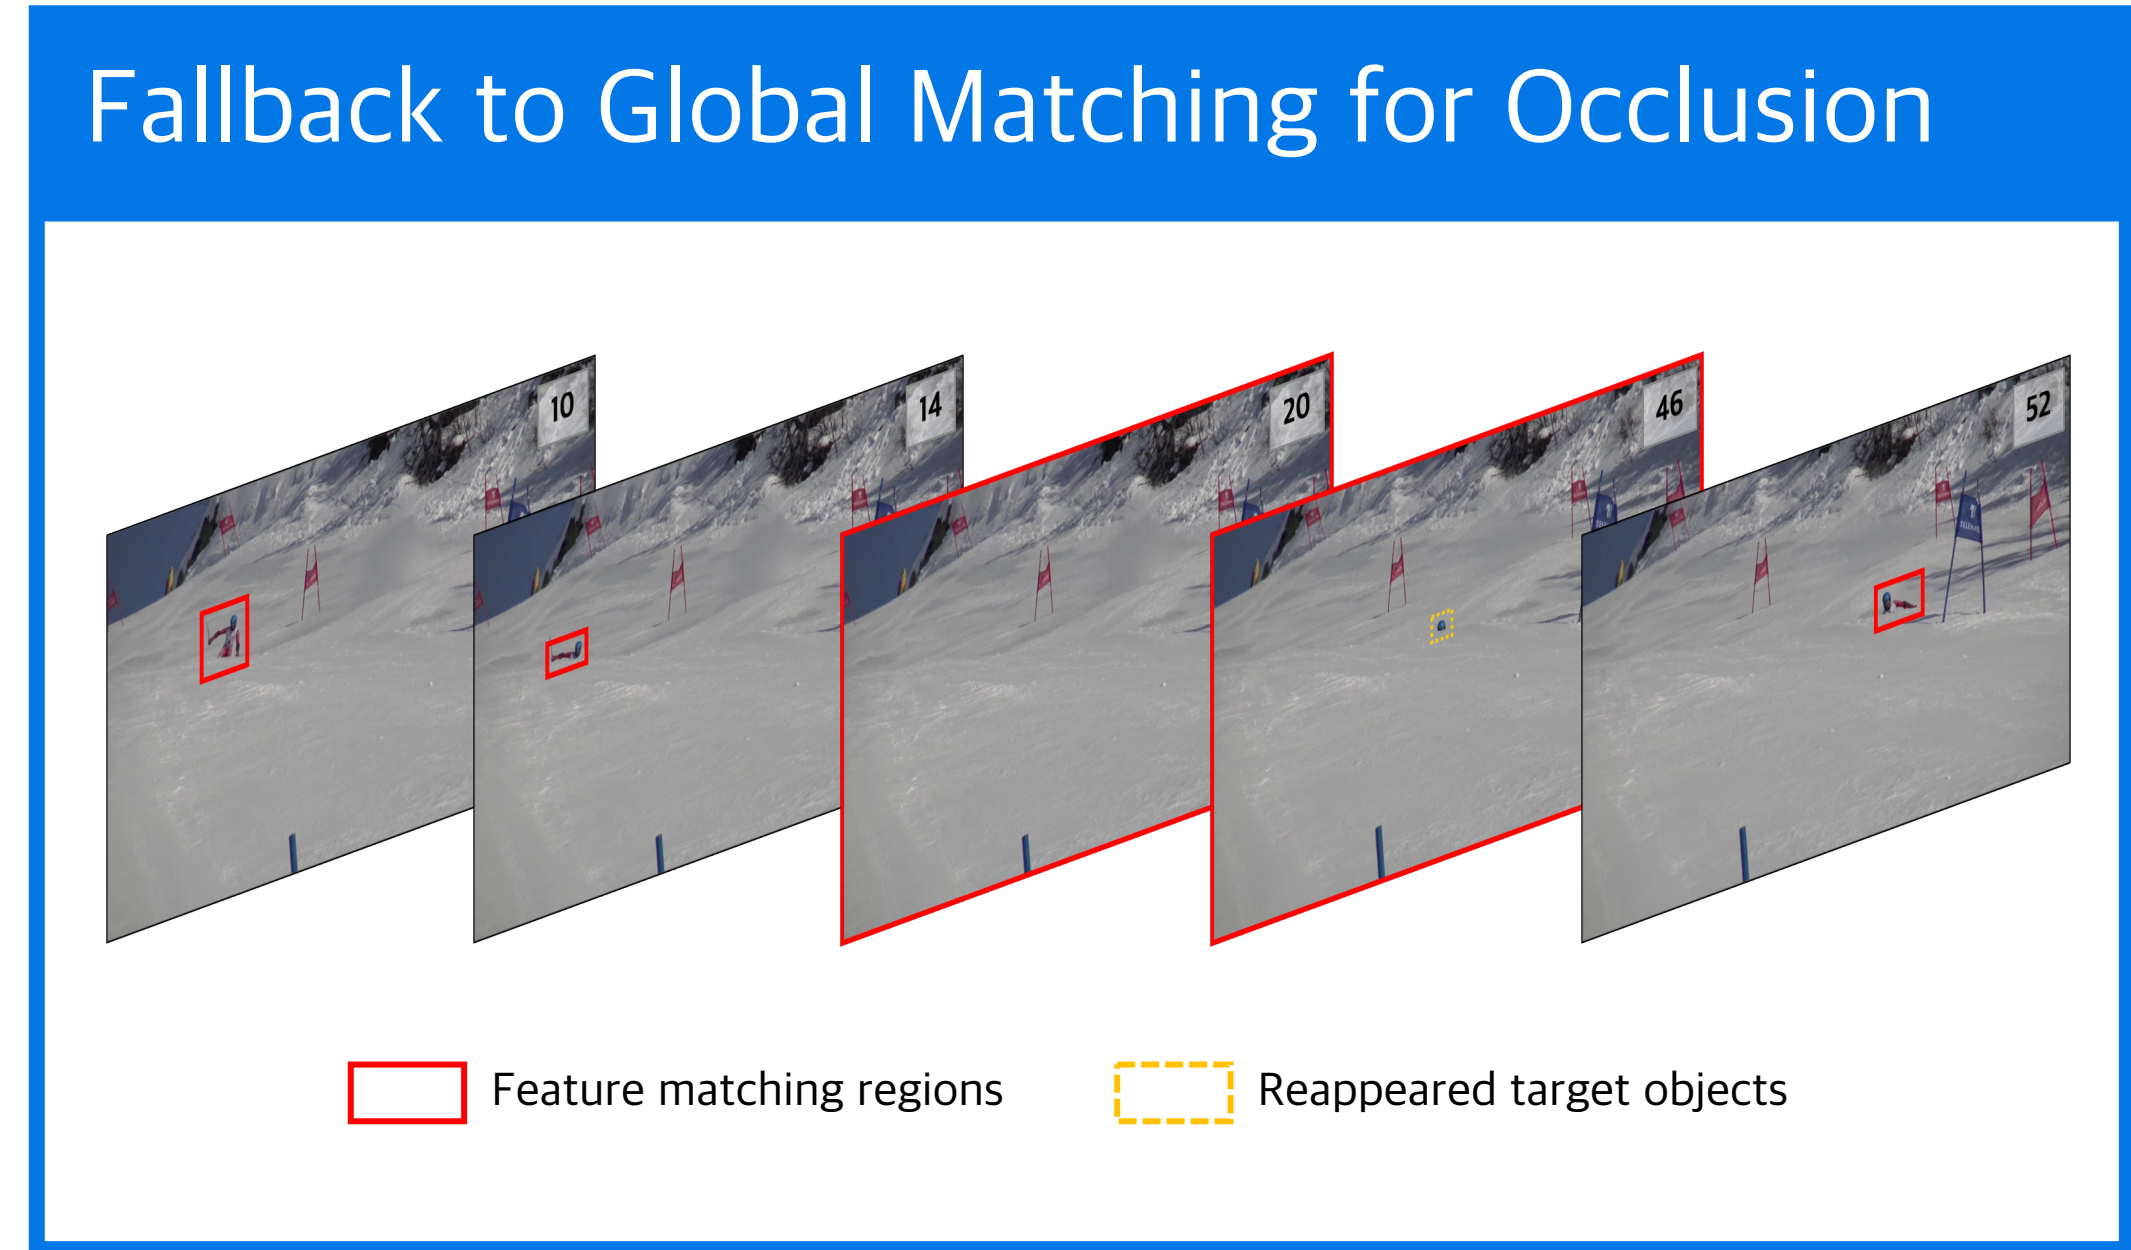 Fallback to Global Matching for Occlusion
10
14
20
46
52
Feature matching regions
Reappeared target objects